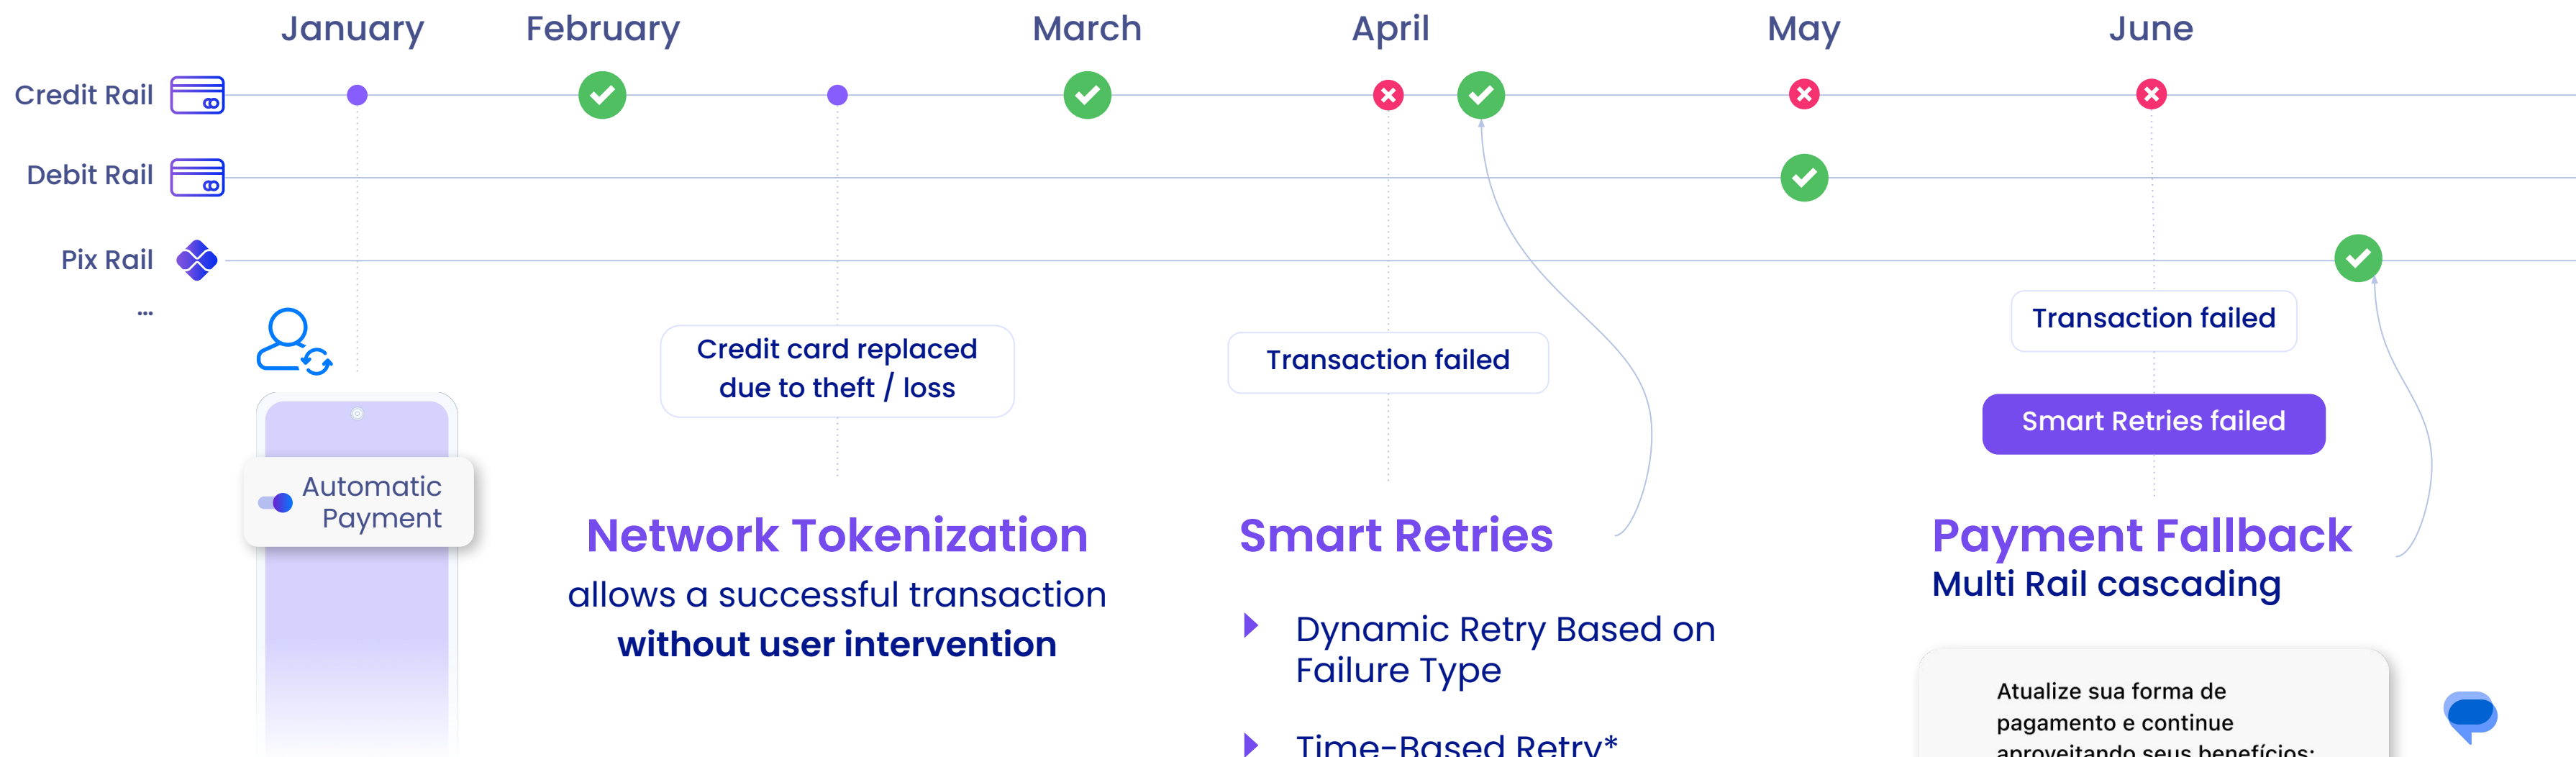 January
February
March
April
May
June
Credit Rail
Debit Rail
Pix Rail
...
Automatic
Payment
Credit card replaced
due to theft / loss
Network Tokenization
allows a successful transaction
without user intervention
Transaction failed
Smart Retries
Dynamic Retry Based on
Failure Type
Time-Based Retry*
Transaction failed
Smart Retries failed
Payment Fallback
Multi Rail cascading
Atualize sua forma de
pagamento e continue
aproveitando seus benefícios: